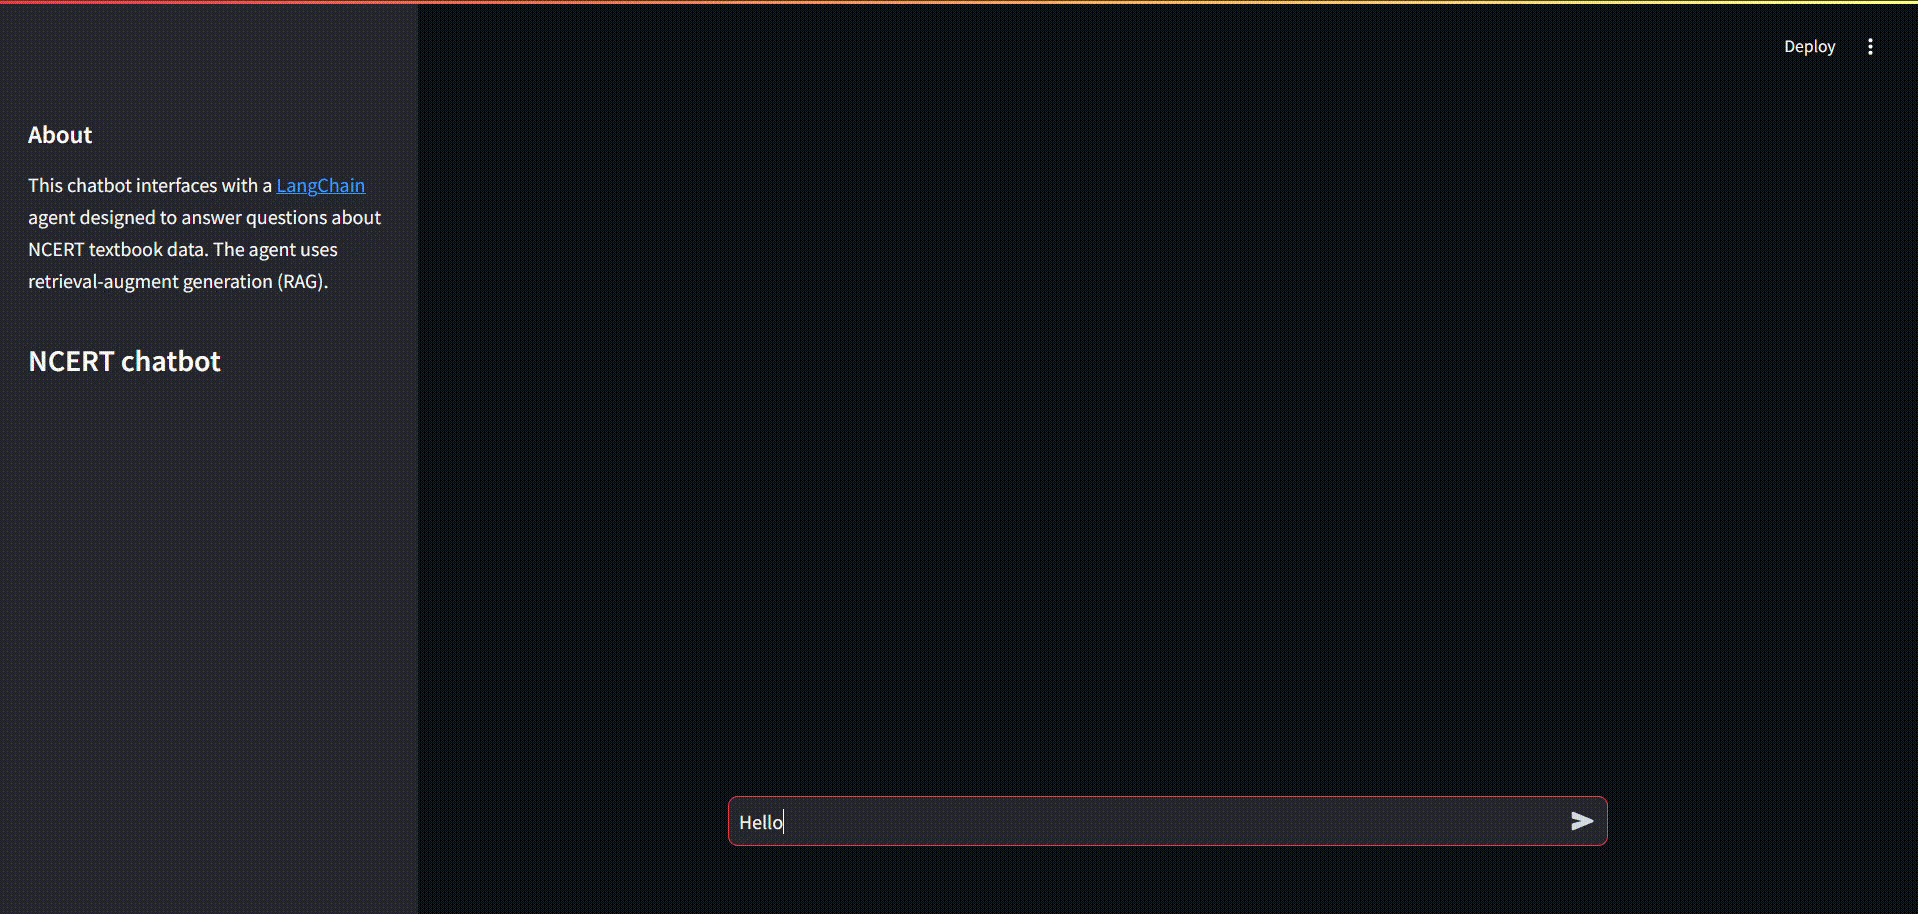 Deploy
About
This chatbot interfaces with a LangChain
agent designed to answer questions about
NCERT textbook data. The agent uses
retrieval-augment generation (RAG).
NCERT chatbot
Hello